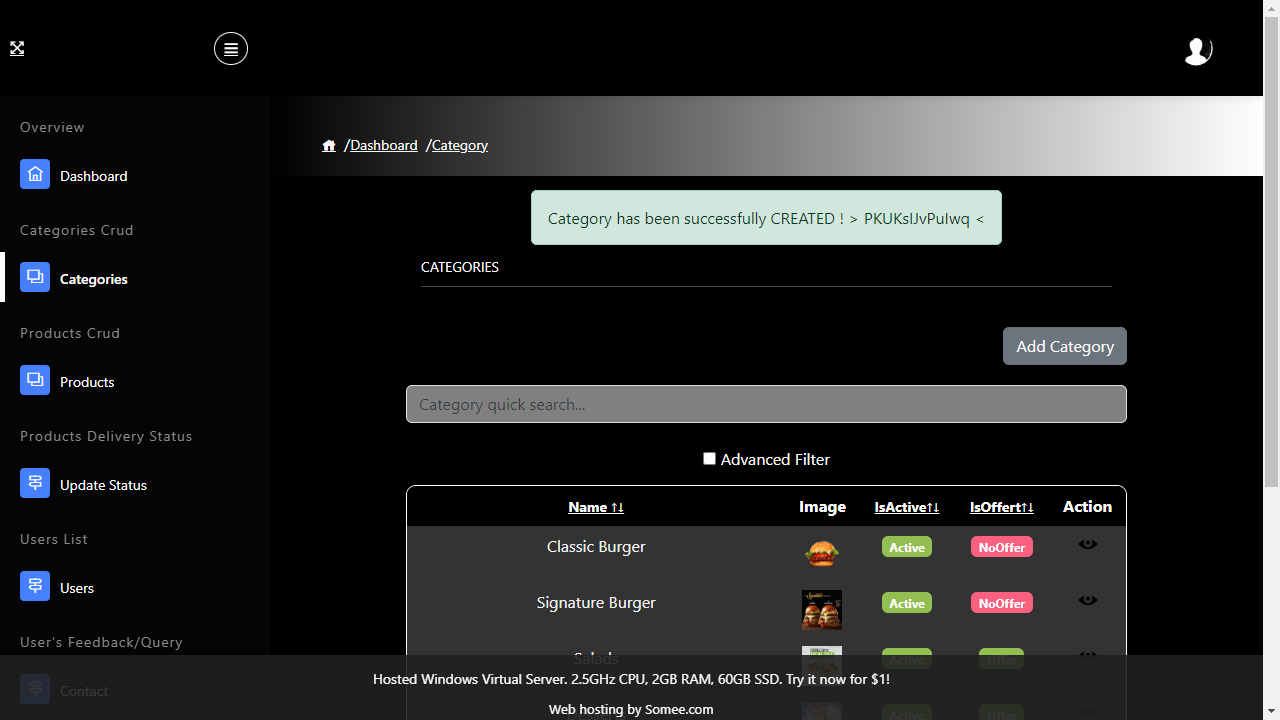 Overview
/Dashboard /Category
Dashboard
Category has been successfully CREATED ! > PKUKsIJvPuIwq <
Categories Crud
CATEGORIES
Categories
Products Crud
Add Category
Products
Category quick search...
Products Delivery Status
Advanced Filter
Update Status
Name ↑↓ Image IsActive↑↓ IsOffert↑↓ Action
Users List
Classic Burger Active NoOffer
Users
Signature Burger Active NoOffer
User's Feedback/Query
Salads Active Offer
Contact
Hosted Windows Virtual Server. 2.5GHz CPU, 2GB RAM, 60GB SSD. Try it now for $1!
Web hosting by Somee.com